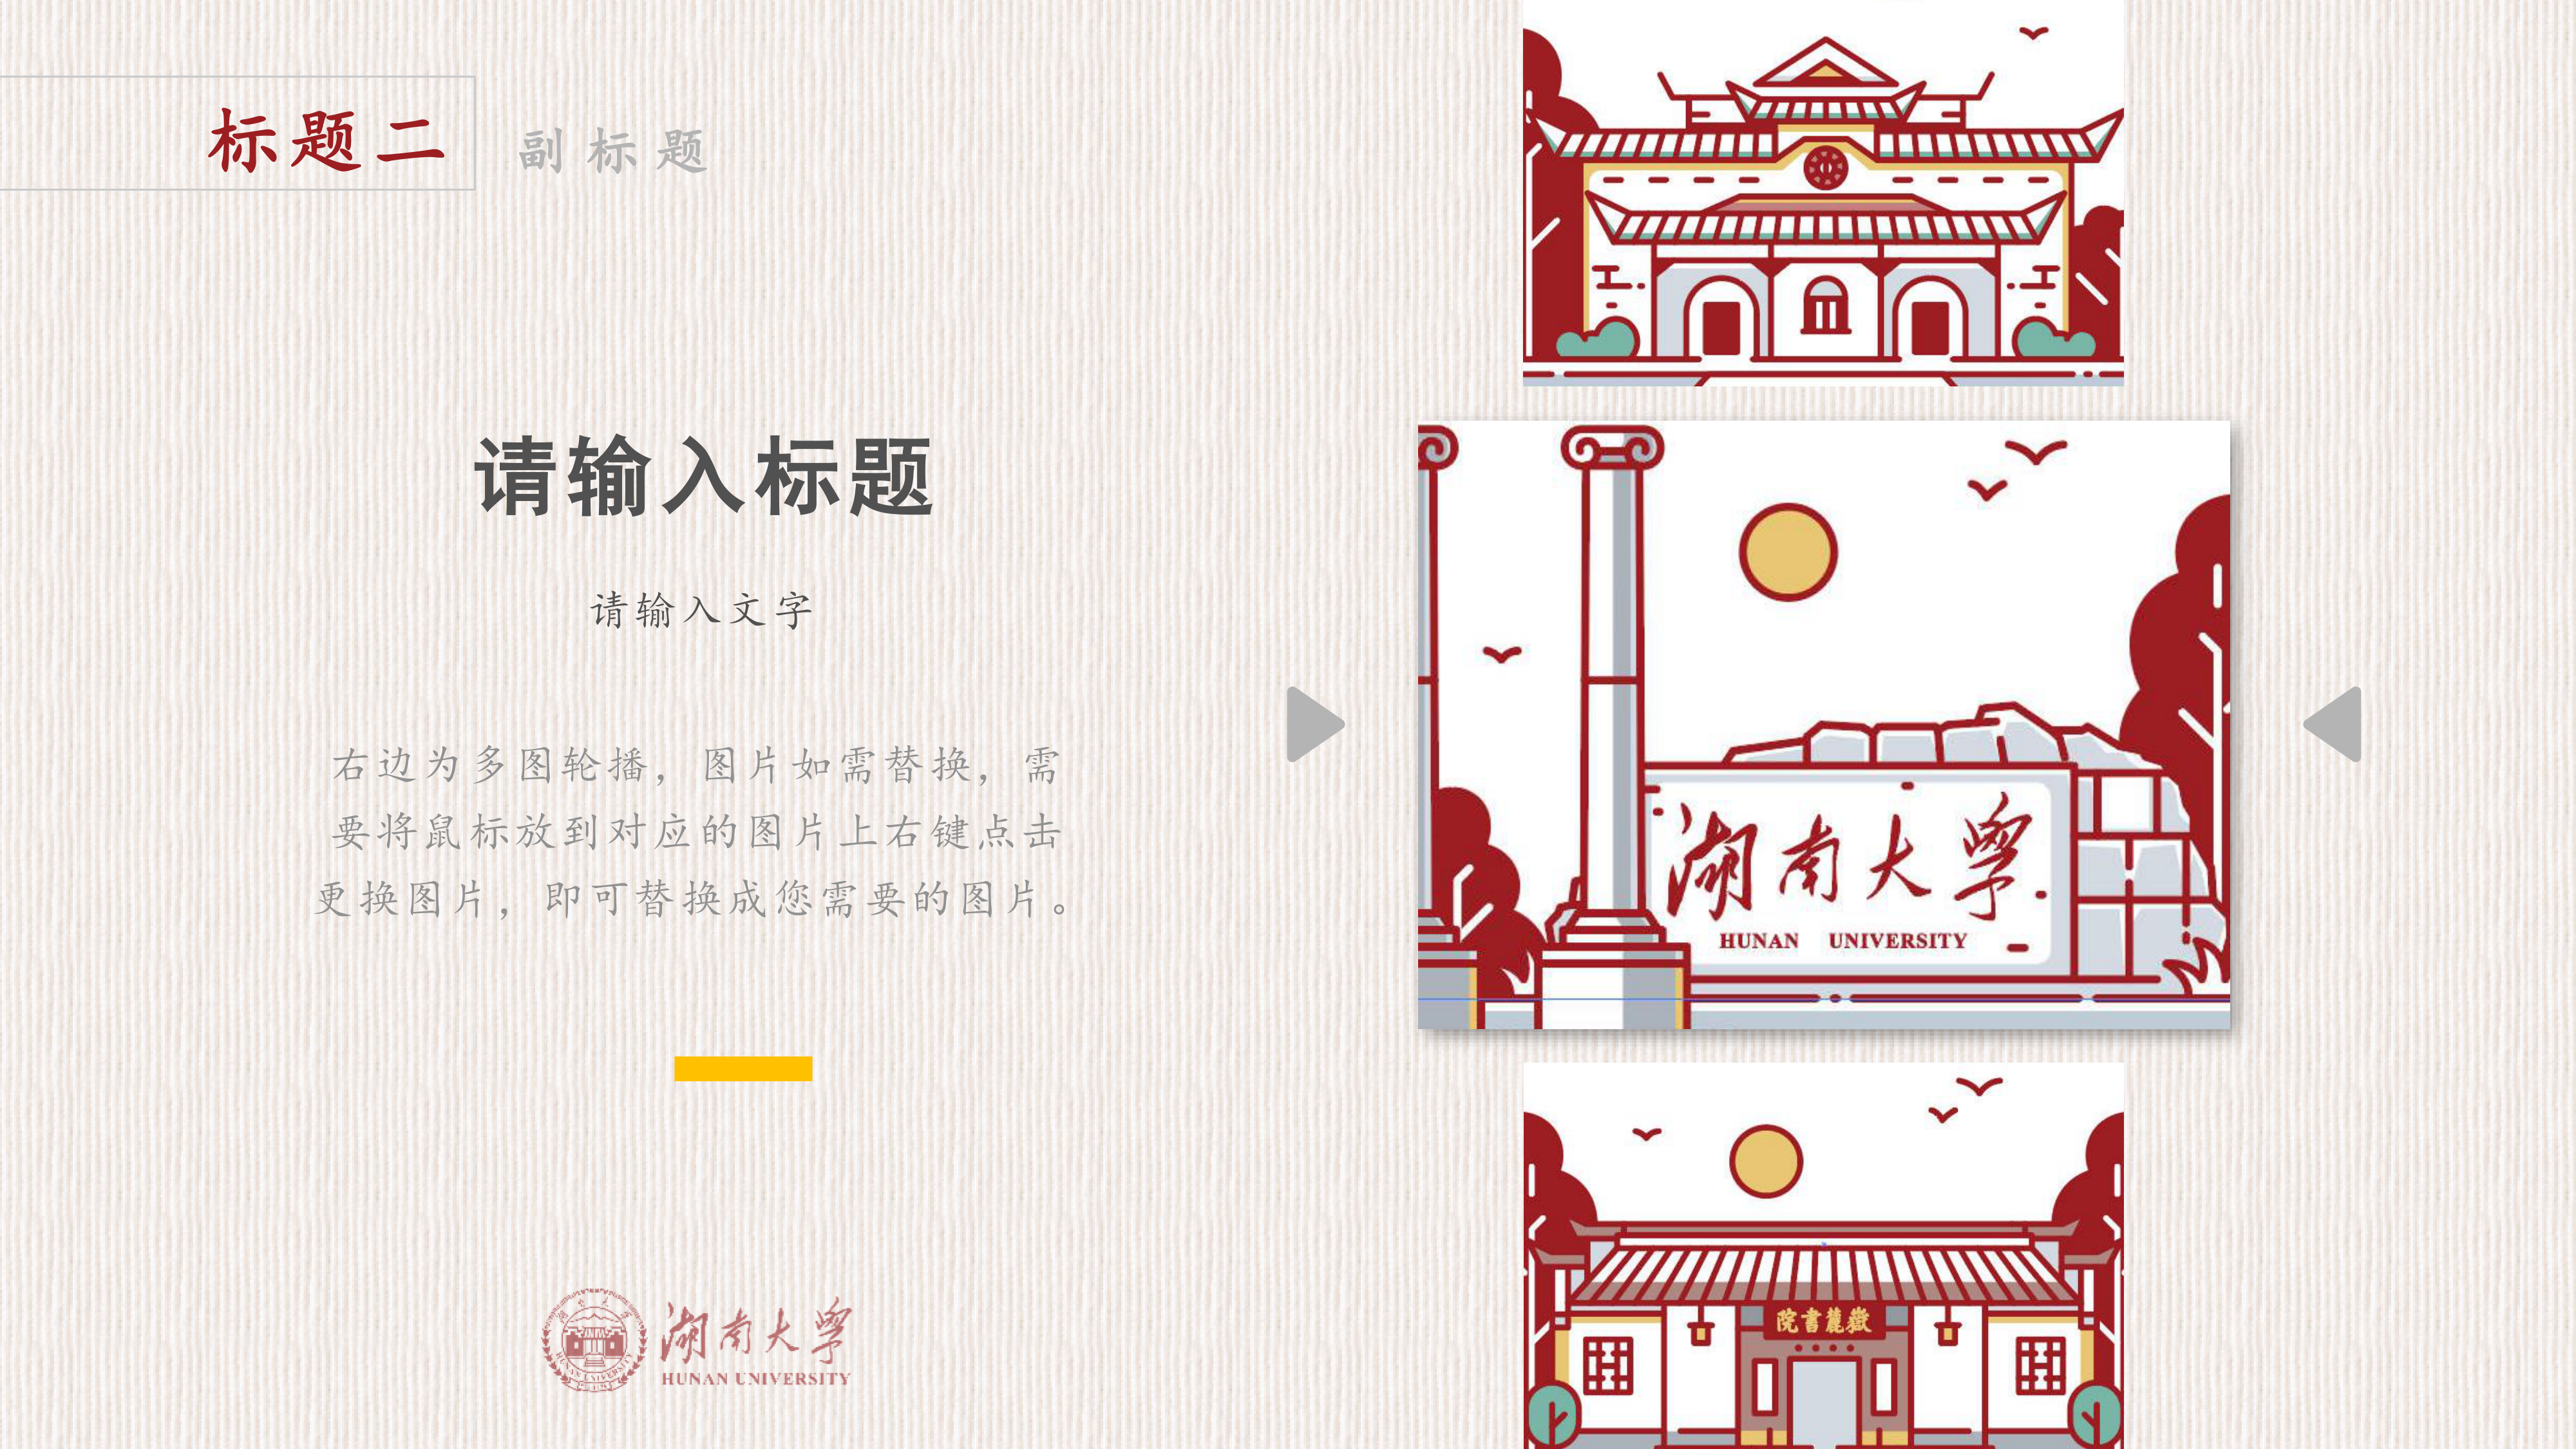 标题二
副标题
请输入标题
请输入文字
右边为多图轮播，图片如需替换，需
要将鼠标放到对应的图片上右键点击
更换图片，即可替换成您需要的图片。
湖南大學
HUNAN UNIVERSITY
湖南大學
HUNAN UNIVERSITY
院書麓嶽